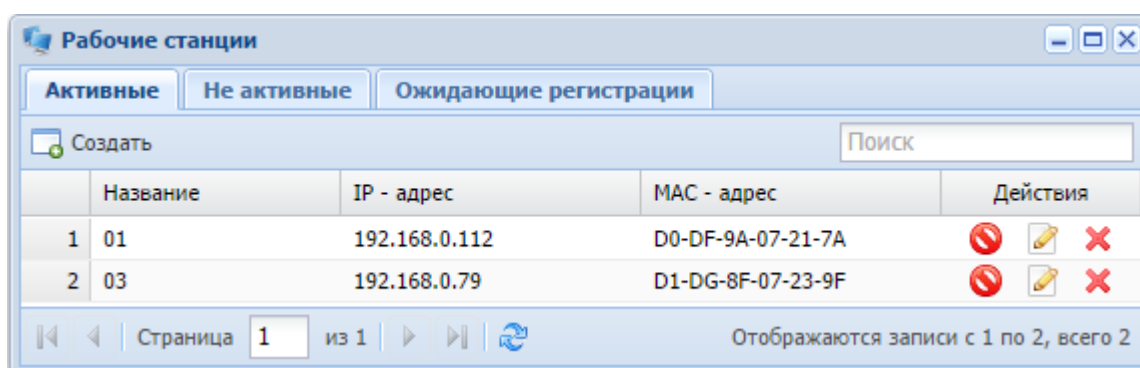 Рабочие станции
Активные Не активные Ожидающие регистрации
Создать Поиск
Название IP - адрес MAC - адрес Действия
1 01 192.168.0.112 D0-DF-9A-07-21-7A
2 03 192.168.0.79 D1-DG-8F-07-23-9F
Страница 1 из 1 Отображаются записи с 1 по 2, всего 2